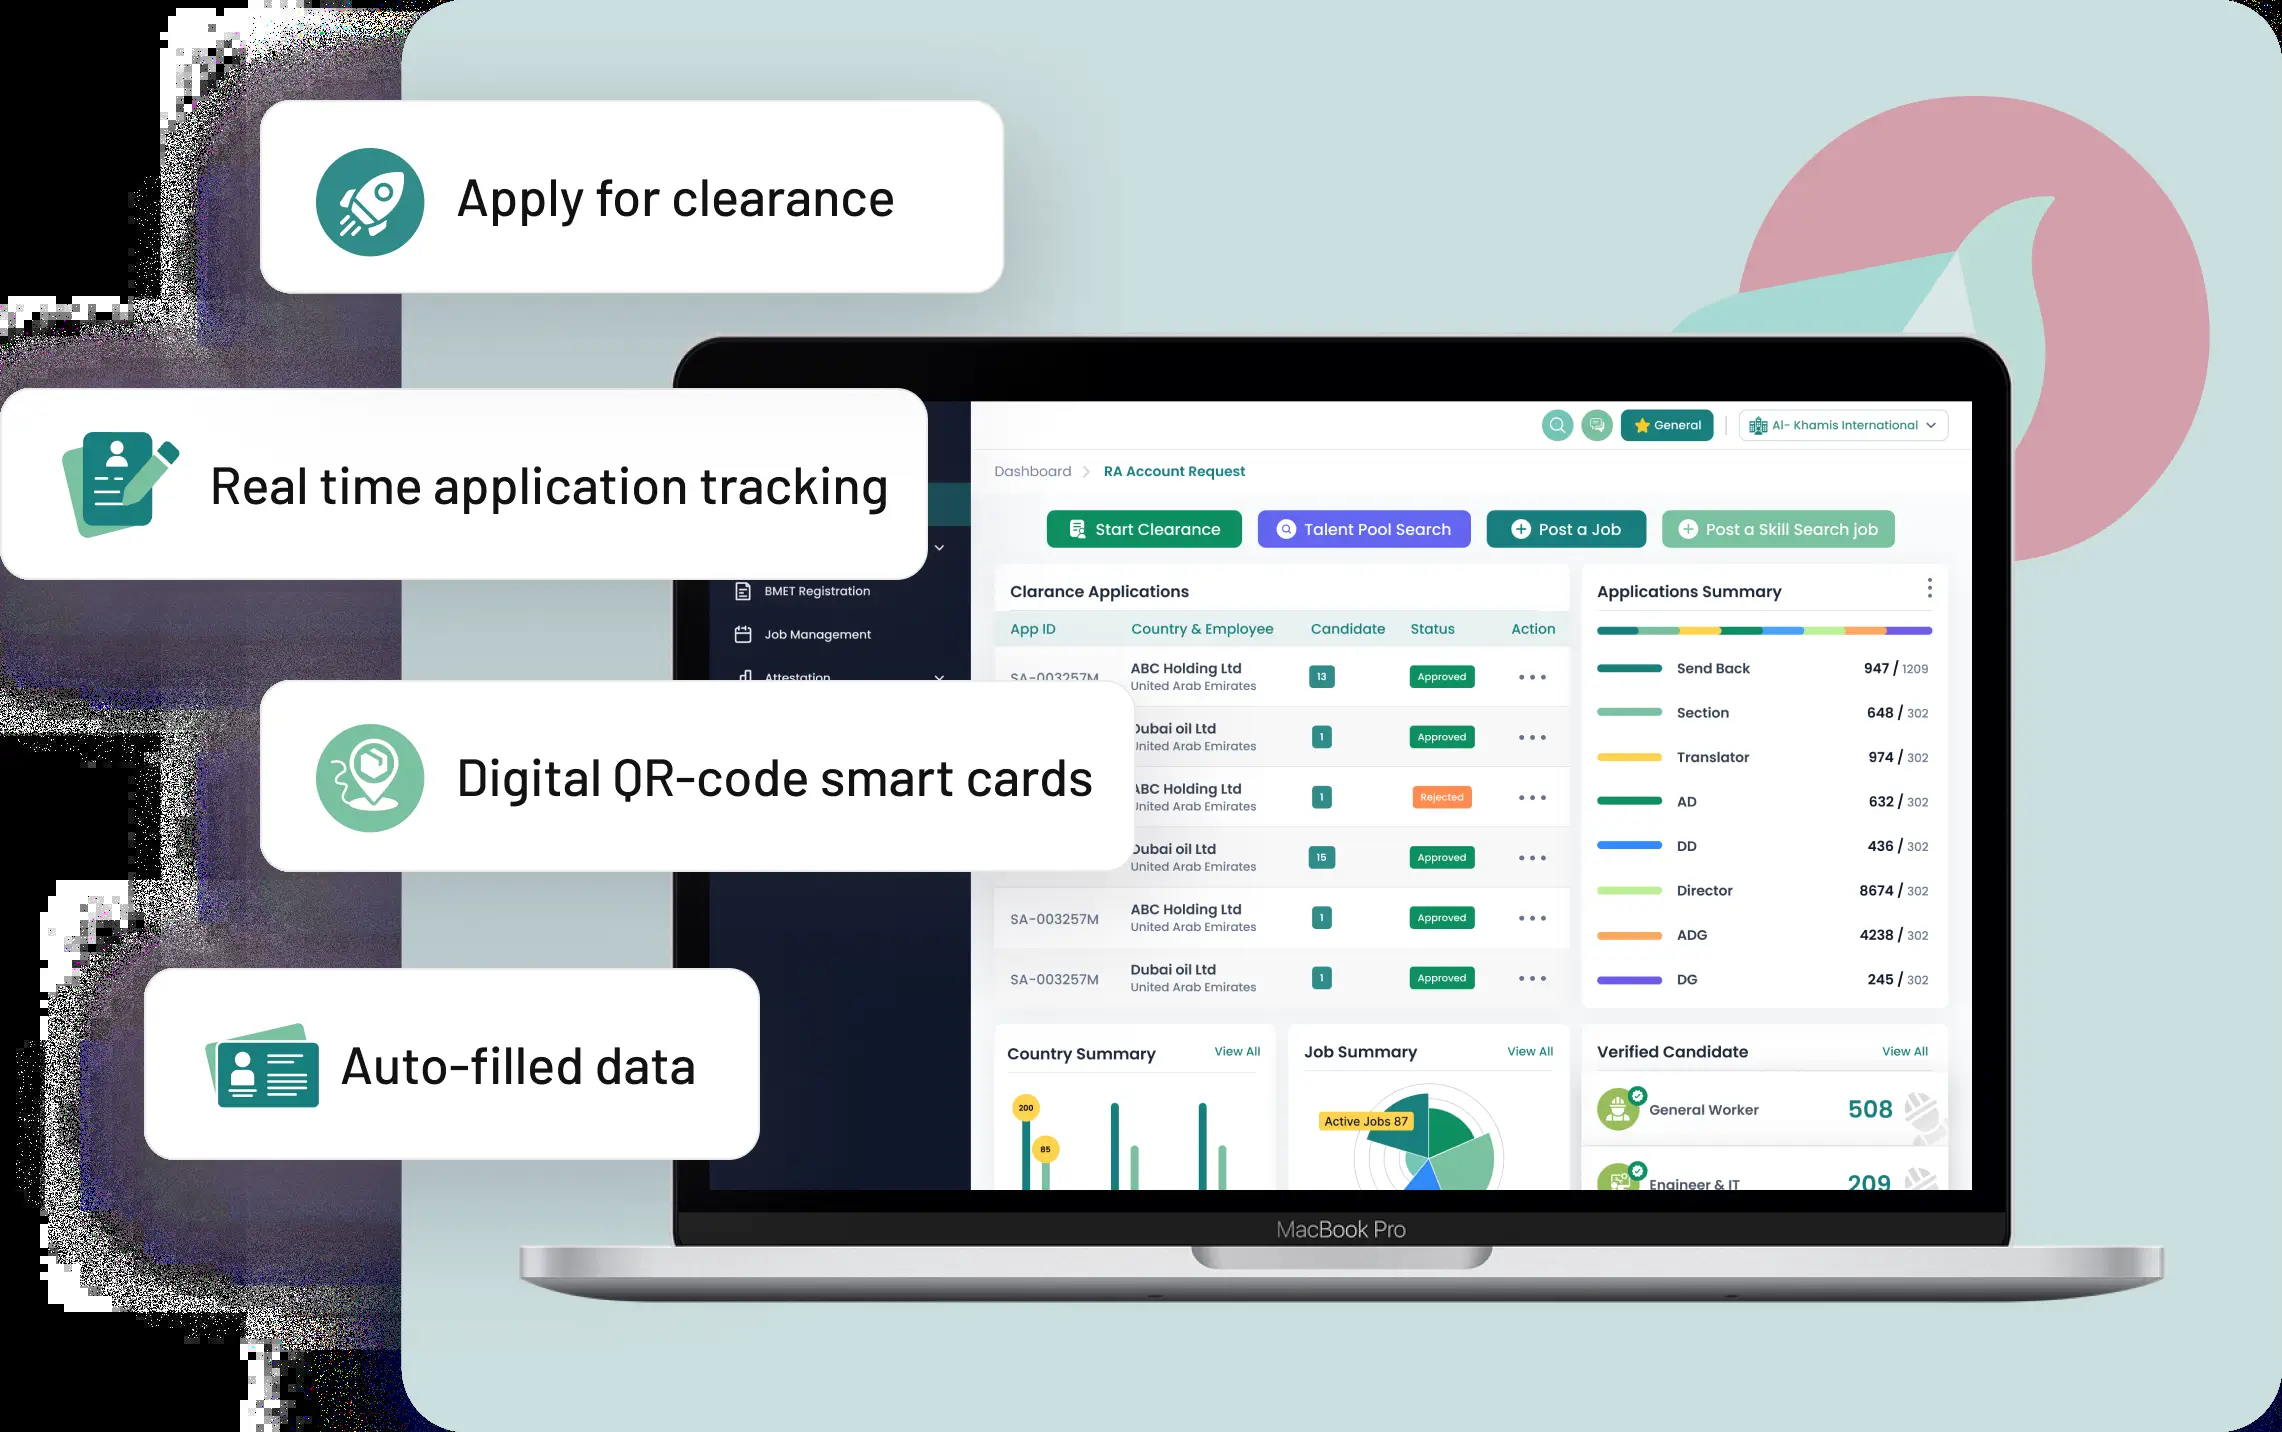 Apply for clearance
Real time application tracking
Digital QR-code smart cards
Auto-filled data
General
Al- Khamis International
Dashboard
RA Account Request
Start Clearance
Talent Pool Search
Post a Job
Post a Skill Search job
BMET Registration
Job Management
Attestation
Clarance Applications
App ID Country & Employee Candidate Status Action
SA-003257M ABC Holding Ltd 13 Approved
United Arab Emirates
Dubai oil Ltd 1 Approved
United Arab Emirates
ABC Holding Ltd 1 Rejected
United Arab Emirates
Dubai oil Ltd 15 Approved
United Arab Emirates
SA-003257M ABC Holding Ltd 1 Approved
United Arab Emirates
SA-003257M Dubai oil Ltd 1 Approved
United Arab Emirates
Applications Summary
Send Back 947 / 1209
Section 648 / 302
Translator 974 / 302
AD 632 / 302
DD 436 / 302
Director 8674 / 302
ADG 4238 / 302
DG 245 / 302
Country Summary View All
200
85
Job Summary View All
Active Jobs 87
Verified Candidate View All
General Worker 508
Engineer & IT 209
MacBook Pro